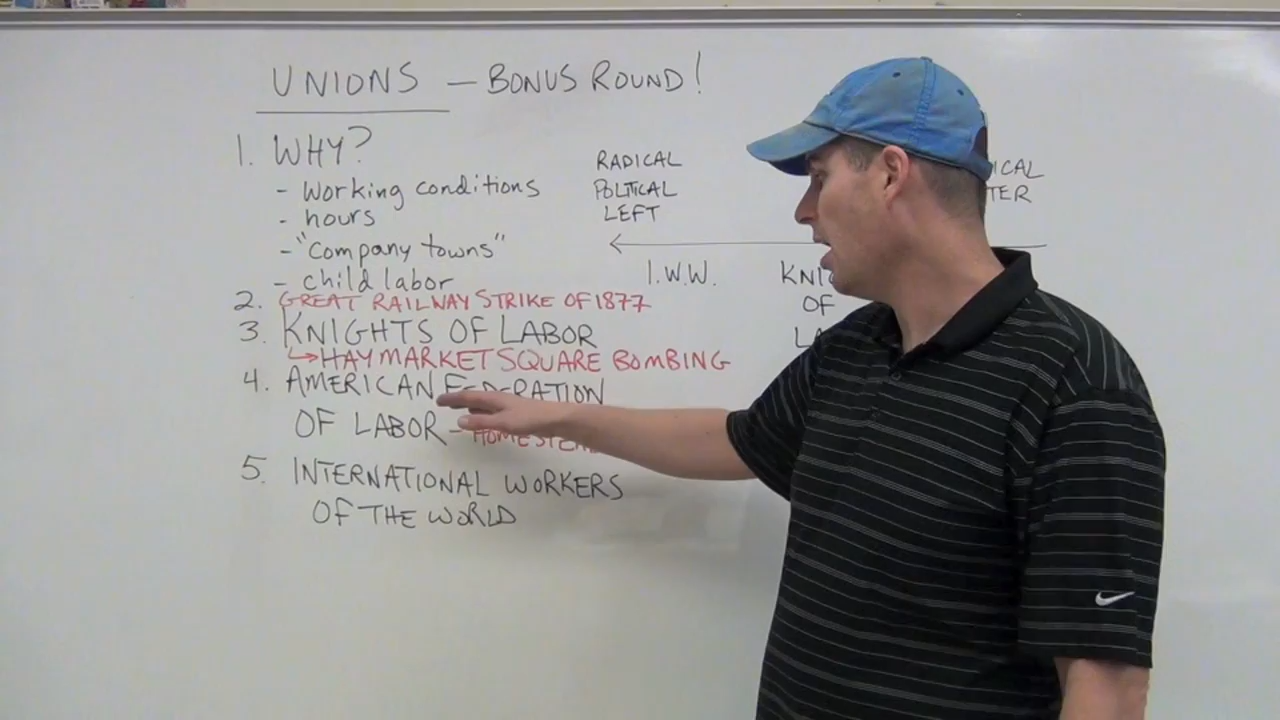 UNIONS — BONUS ROUND!
1. WHY?
- Working conditions
- hours
- "Company towns"
- child labor
2. GREAT RAILWAY STRIKE OF 1877
3. KNIGHTS OF LABOR
↳ HAYMARKET SQUARE BOMBING
4. AMERICAN FEDERATION
OF LABOR -
5. INTERNATIONAL WORKERS
OF THE WORLD
RADICAL
POLITICAL
LEFT
I.W.W.
OF